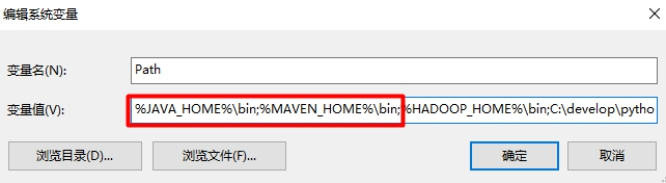 编辑系统变量
变量名(N):
Path
变量值(V):
%JAVA_HOME%\bin;%MAVEN_HOME%\bin;%HADOOP_HOME%\bin;C:\develop\pytho
浏览目录(D)...
浏览文件(F)...
确定
取消